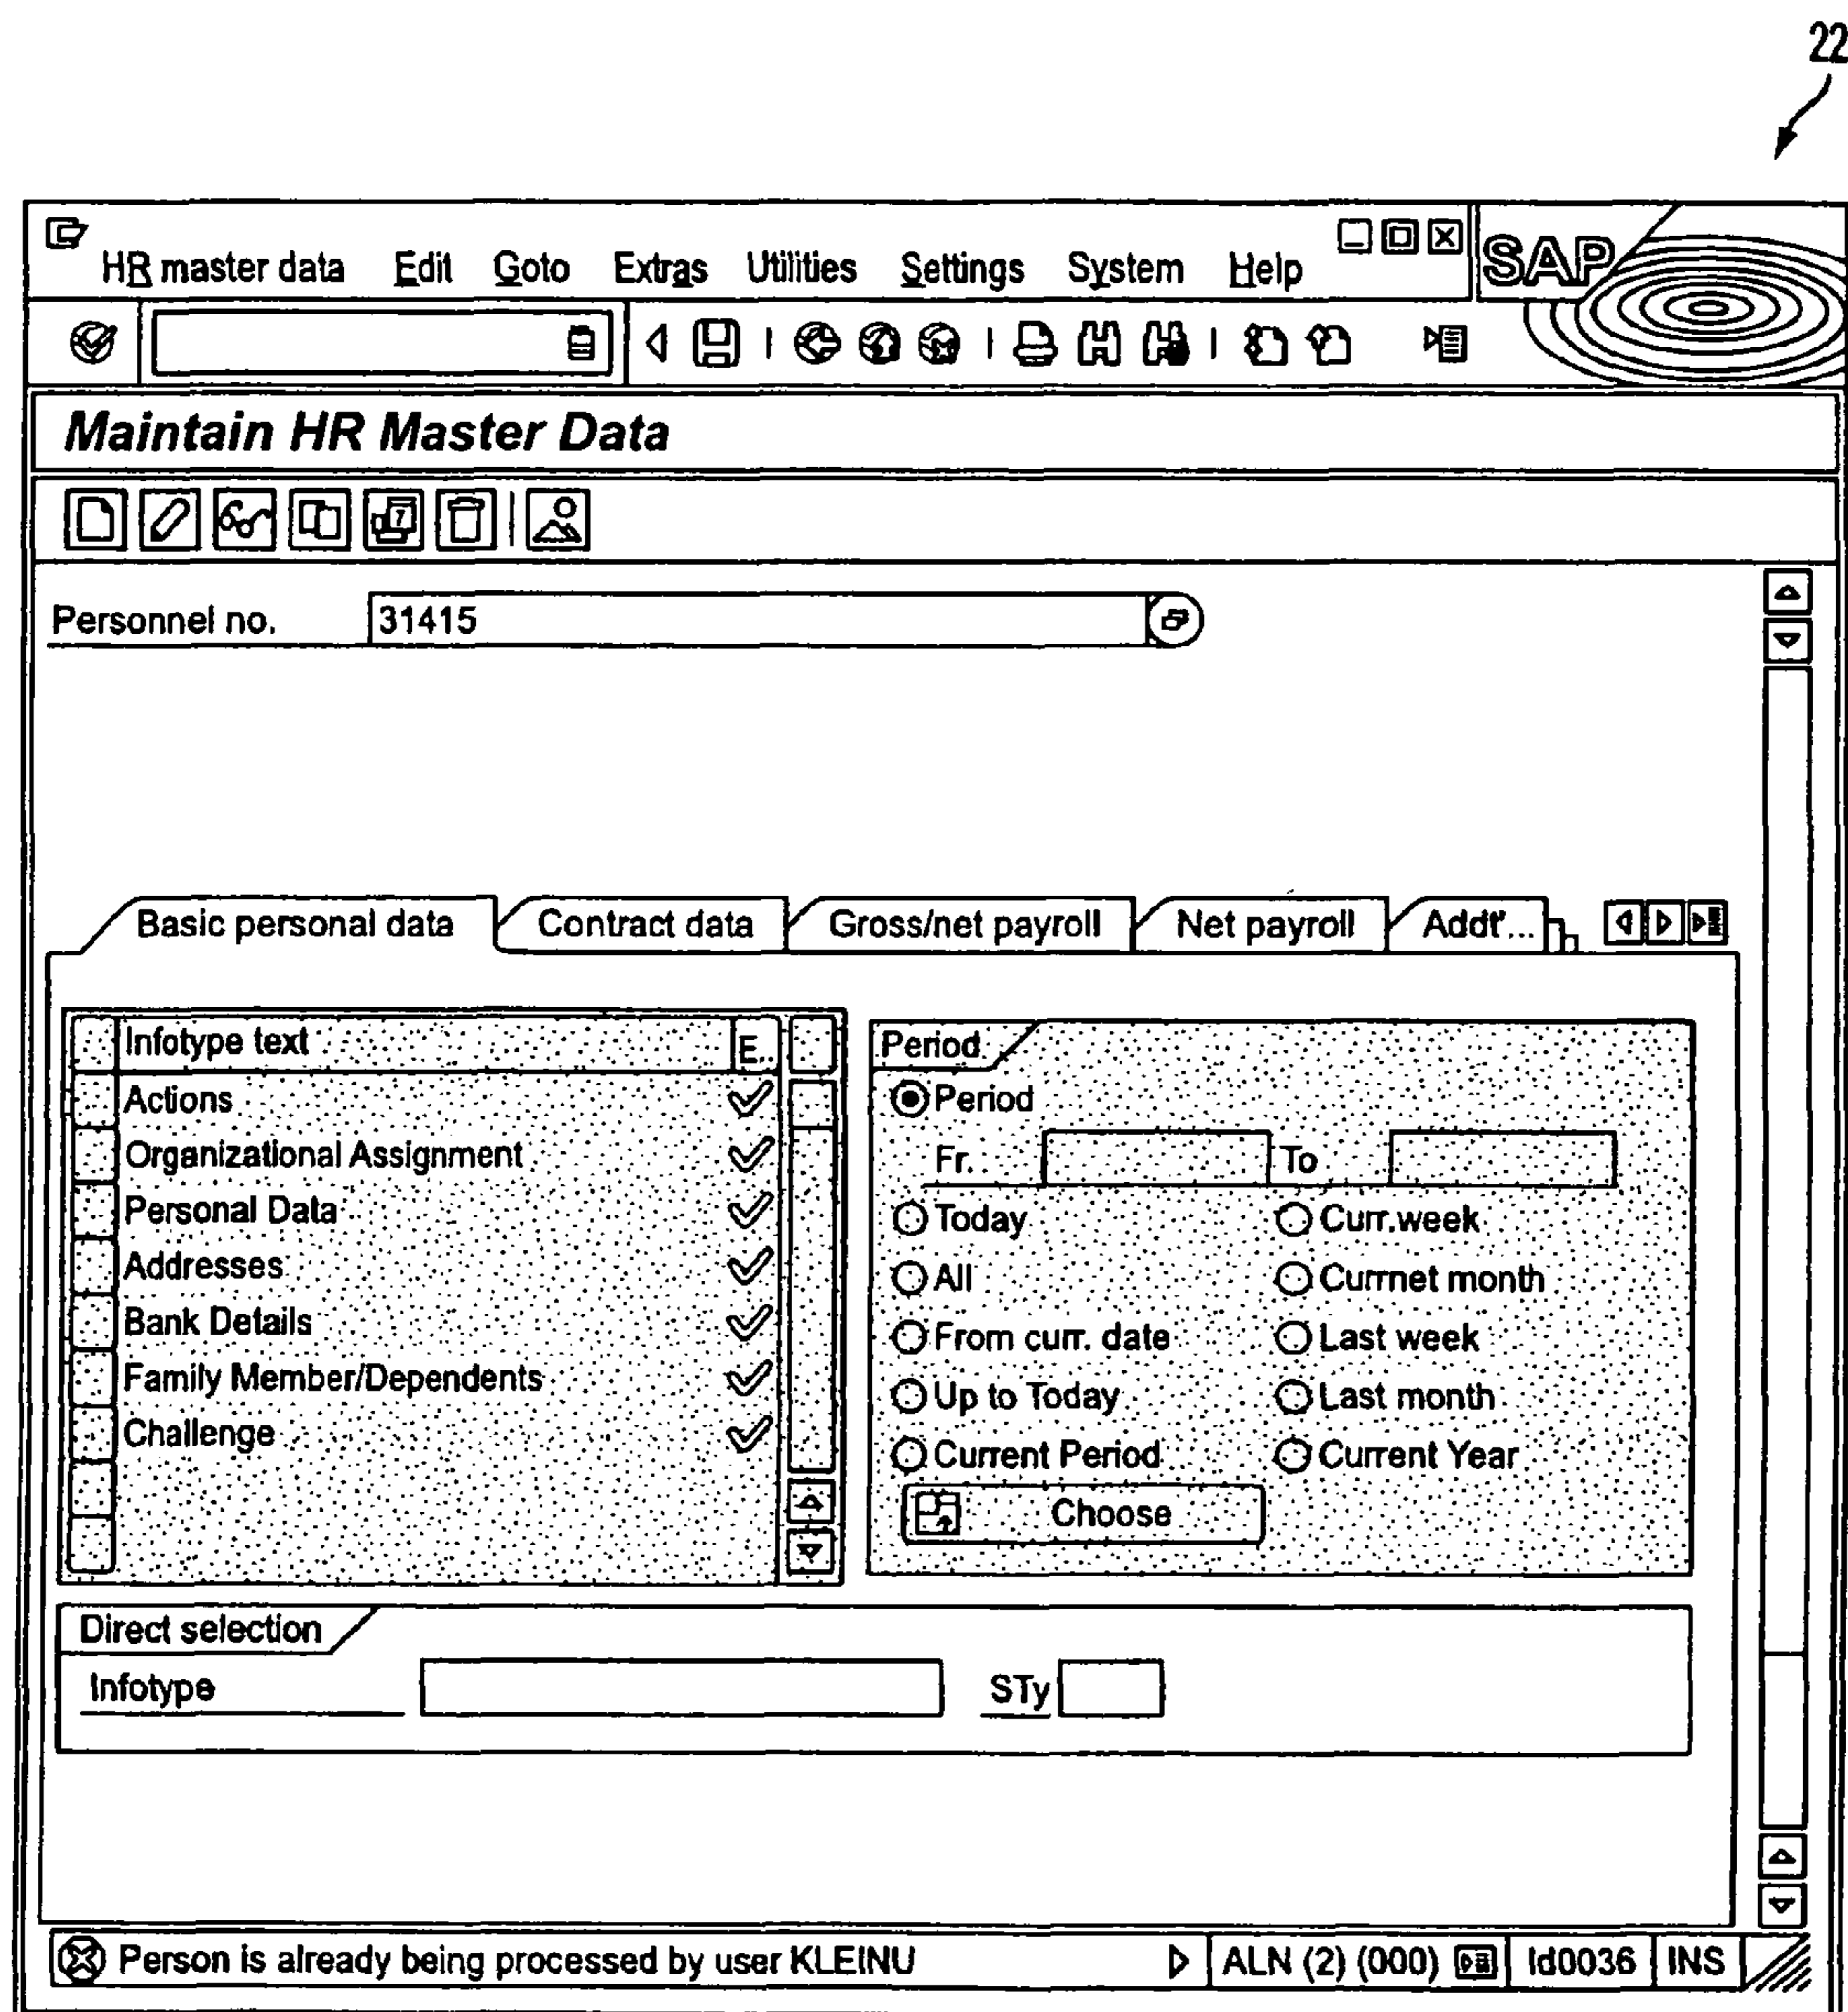 22
HR master data Edit Goto Extras Utilities Settings System Help SAP
Maintain HR Master Data
7
Personnel no. 31415
Basic personal data Contract data Gross/net payroll Net payroll Addt'...
Infotype text E.
Actions
Organizational Assignment
Personal Data
Addresses
Bank Details
Family Member/Dependents
Challenge
Period
Period
Fr. To
Today Curr.week
All Currnet month
From curr. date Last week
Up to Today Last month
Current Period Current Year
Choose
Direct selection
Infotype STy
Person is already being processed by user KLEINU ALN (2) (000) Id0036 INS